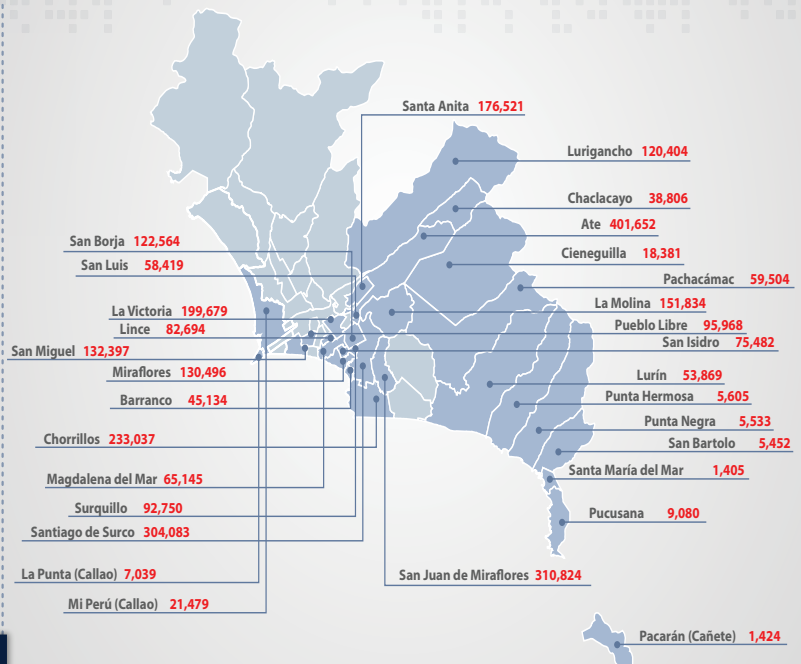 Santa Anita 176,521
Lurigancho 120,404
Chaclacayo 38,806
Ate 401,652
San Borja 122,564
Cieneguilla 18,381
San Luis 58,419
Pachacámac 59,504
La Molina 151,834
La Victoria 199,679
Pueblo Libre 95,968
Lince 82,694
San Isidro 75,482
San Miguel 132,397
Miraflores 130,496
Lurín 53,869
Barranco 45,134
Punta Hermosa 5,605
Punta Negra 5,533
Chorrillos 233,037
San Bartolo 5,452
Santa María del Mar 1,405
Magdalena del Mar 65,145
Surquillo 92,750
Pucusana 9,080
Santiago de Surco 304,083
La Punta (Callao) 7,039
San Juan de Miraflores 310,824
Mi Perú (Callao) 21,479
Pacarán (Cañete) 1,424